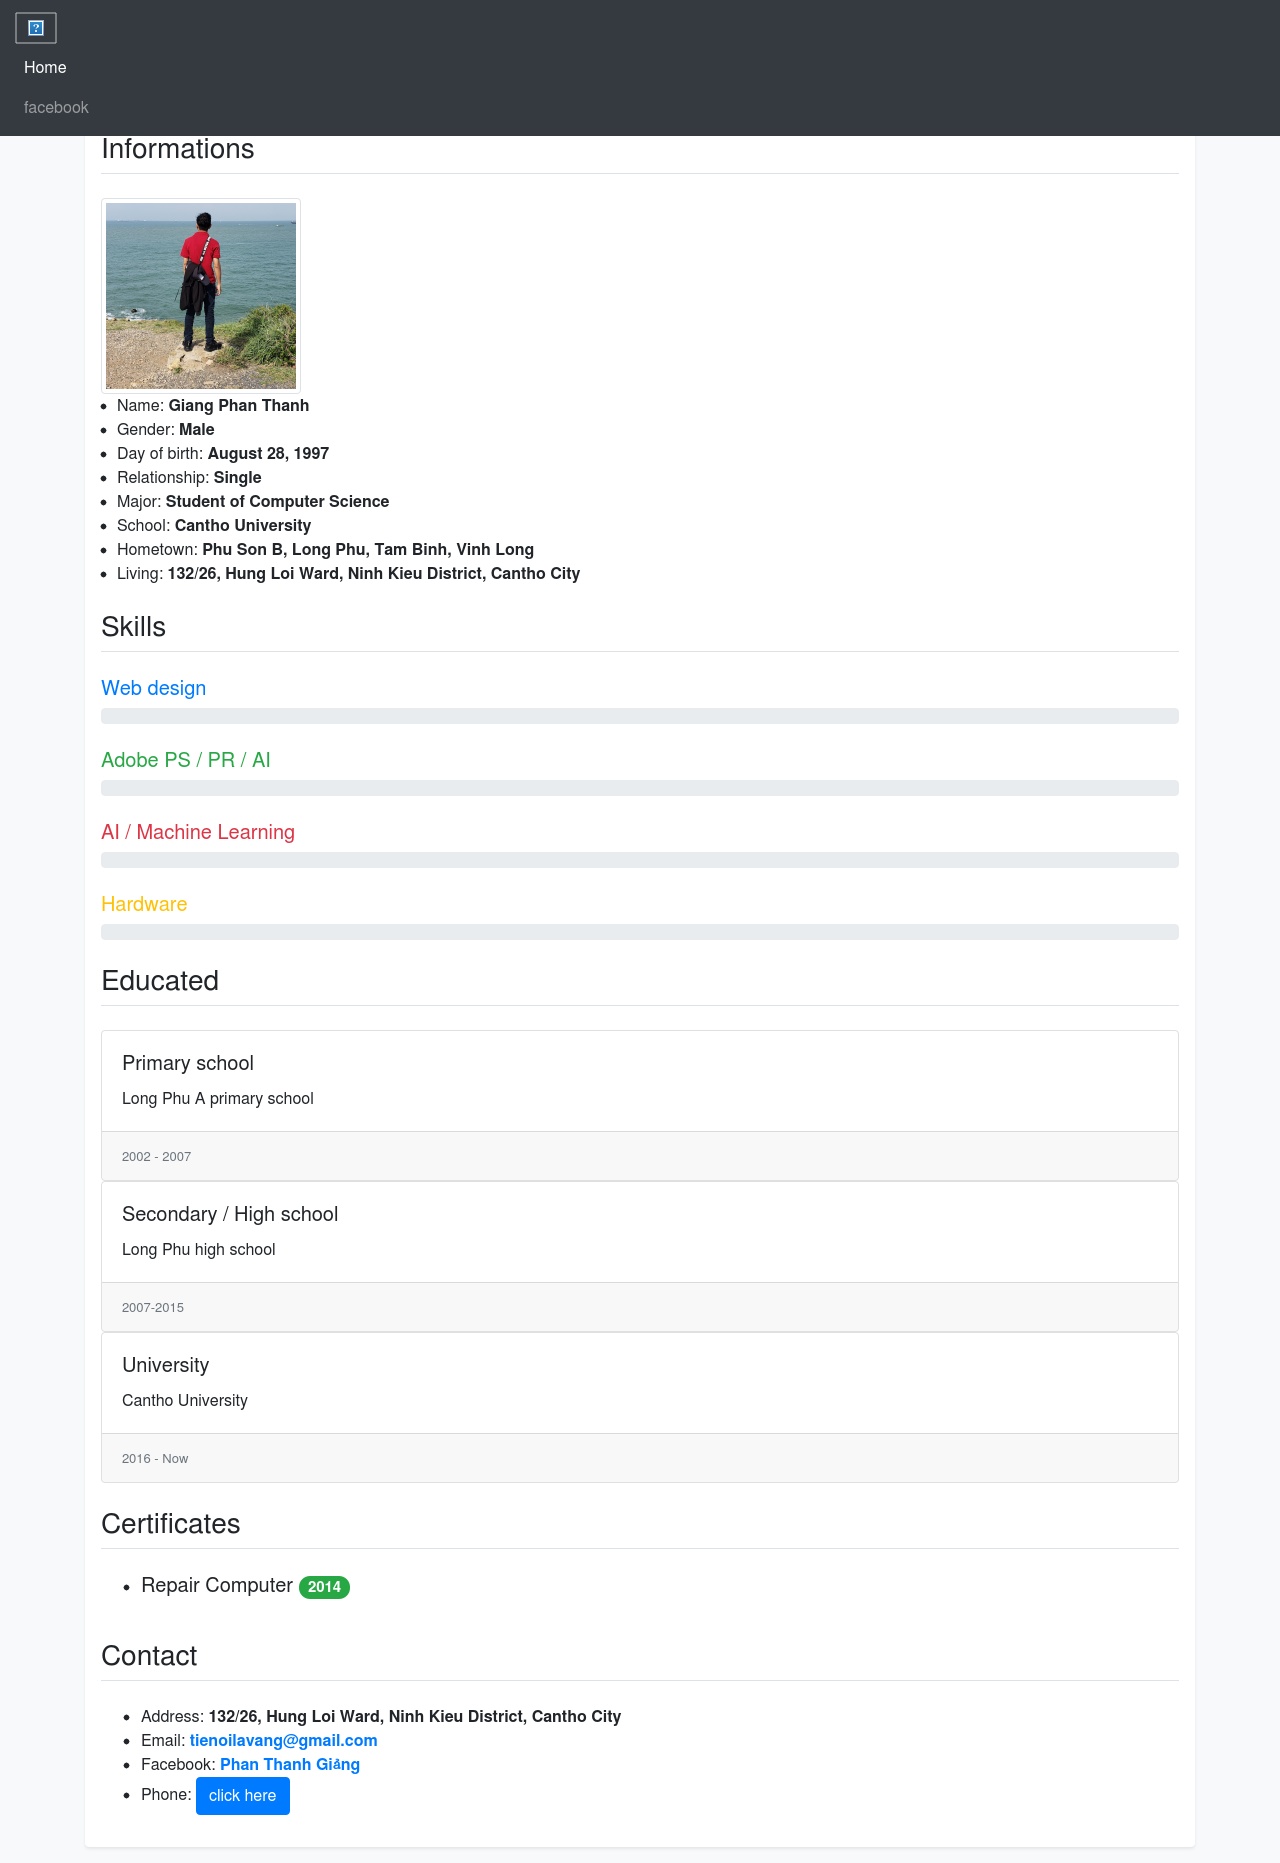 Home
facebook
Informations
Name: Giang Phan Thanh
Gender: Male
Day of birth: August 28, 1997
Relationship: Single
Major: Student of Computer Science
School: Cantho University
Hometown: Phu Son B, Long Phu, Tam Binh, Vinh Long
Living: 132/26, Hung Loi Ward, Ninh Kieu District, Cantho City
Skills
Web design
Adobe PS / PR / AI
AI / Machine Learning
Hardware
Educated
Primary school
Long Phu A primary school
2002 - 2007
Secondary / High school
Long Phu high school
2007-2015
University
Cantho University
2016 - Now
Certificates
Repair Computer 2014
Contact
Address: 132/26, Hung Loi Ward, Ninh Kieu District, Cantho City
Email: tienoilavang@gmail.com
Facebook: Phan Thanh Giảng
Phone: click here